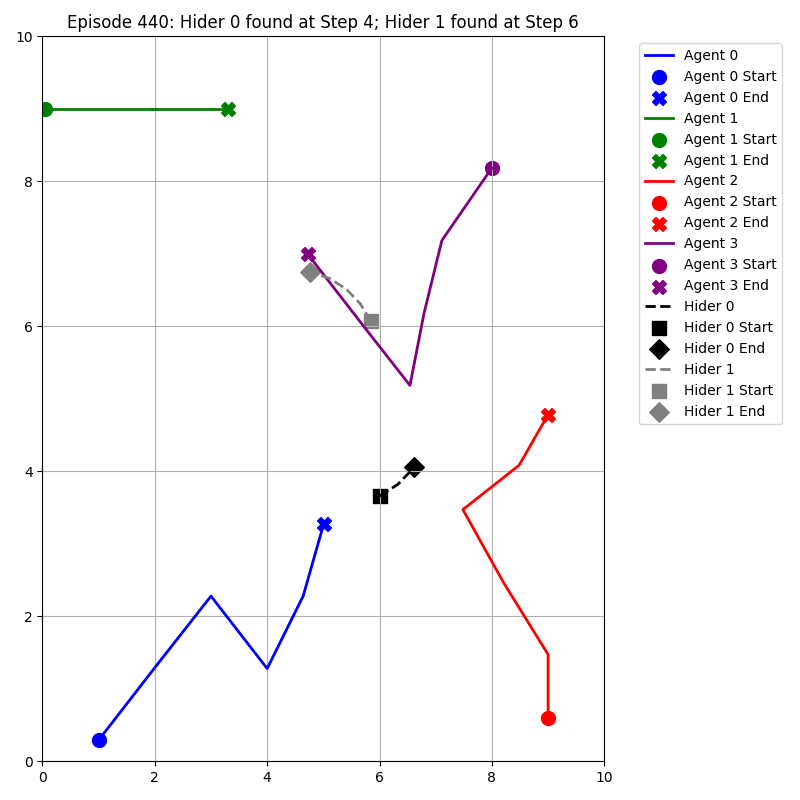 Episode 440: Hider 0 found at Step 4; Hider 1 found at Step 6
10
8
6
4
2
0
0 2 4 6 8 10
Agent 0
Agent 0 Start
Agent 0 End
Agent 1
Agent 1 Start
Agent 1 End
Agent 2
Agent 2 Start
Agent 2 End
Agent 3
Agent 3 Start
Agent 3 End
Hider 0
Hider 0 Start
Hider 0 End
Hider 1
Hider 1 Start
Hider 1 End